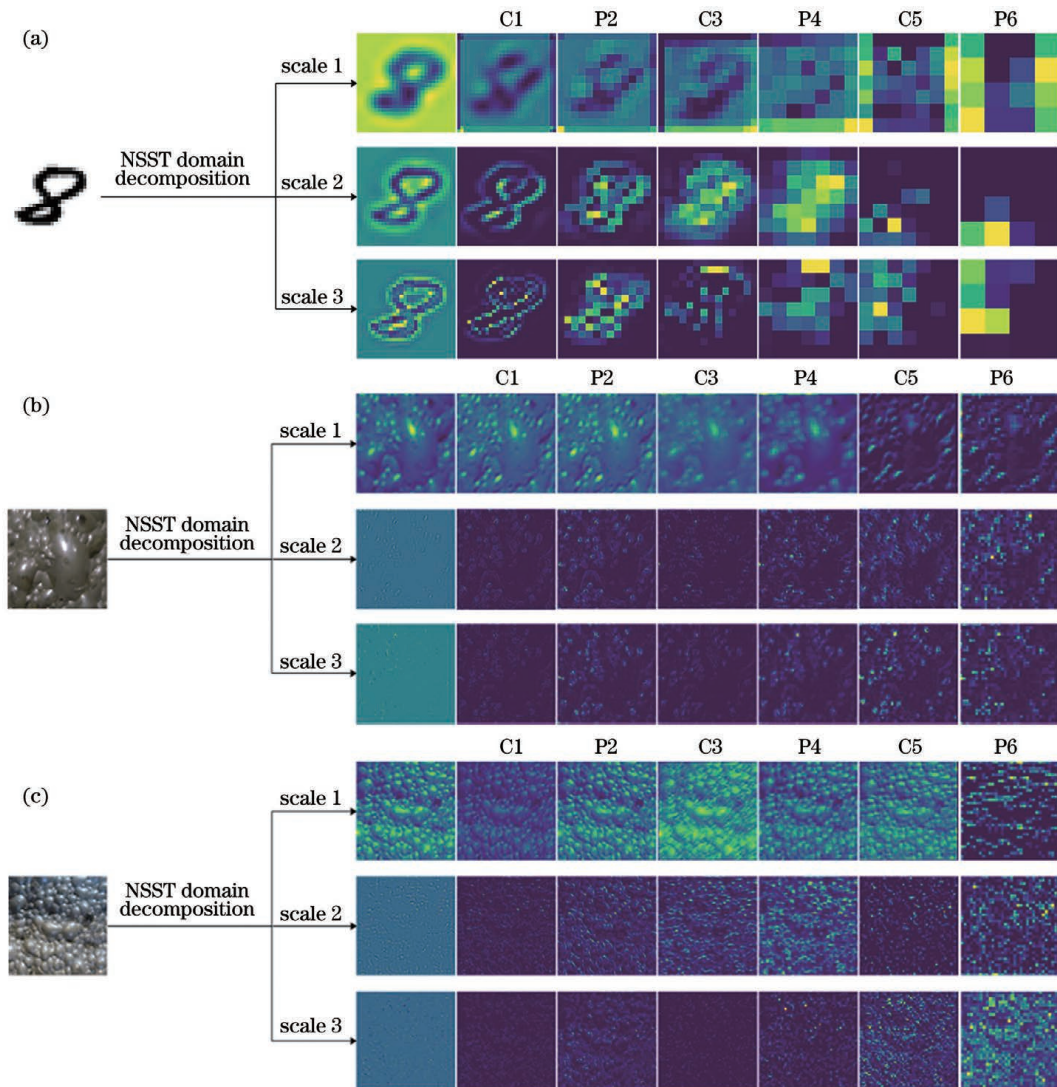 (a)
C1 P2 C3 P4 C5 P6
scale 1
NSST domain
decomposition
scale 2
scale 3
(b)
C1 P2 C3 P4 C5 P6
scale 1
NSST domain
decomposition
scale 2
scale 3
(c)
C1 P2 C3 P4 C5 P6
scale 1
NSST domain
decomposition
scale 2
scale 3